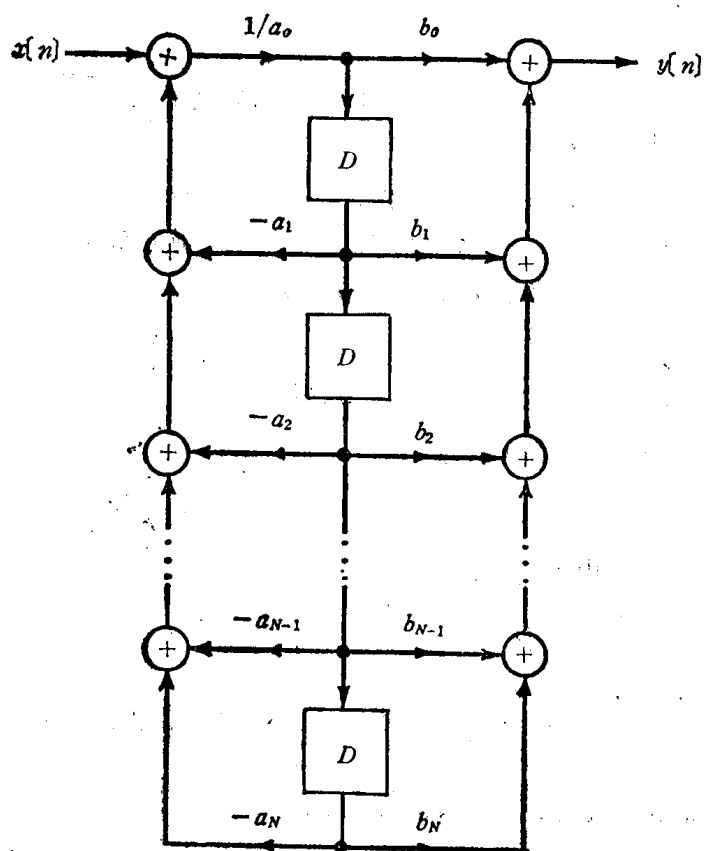 1/a₀ b₀
x[n] + + y[n]
D
−a₁ b₁
+ +
D
−a₂ b₂
+ +
−a_{N−1} b_{N−1}
+ +
D
−a_N b_N